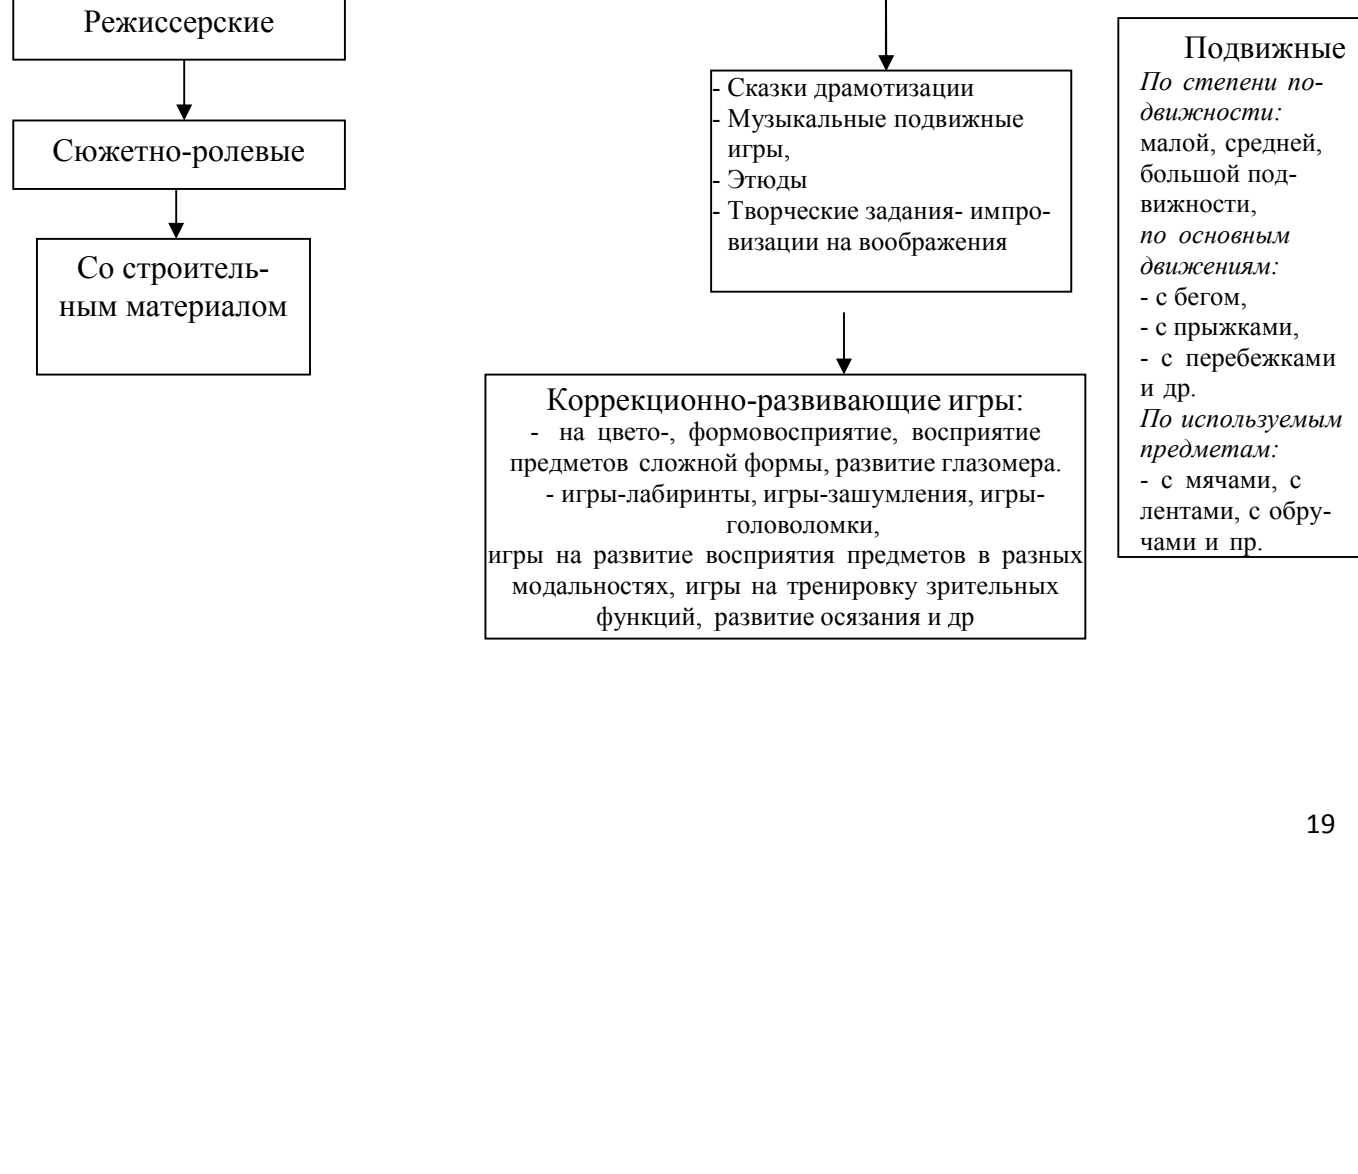 Режиссерские
Сюжетно-ролевые
Со строитель-
ным материалом
- Сказки драмотизации
- Музыкальные подвижные
игры,
- Этюды
- Творческие задания- импро-
визации на воображения
Коррекционно-развивающие игры:
- на цвето-, формовосприятие, восприятие
предметов сложной формы, развитие глазомера.
- игры-лабиринты, игры-зашумления, игры-
головоломки,
игры на развитие восприятия предметов в разных
модальностях, игры на тренировку зрительных
функций, развитие осязания и др
Подвижные
По степени по-
движности:
малой, средней,
большой под-
вижности,
по основным
движениям:
- с бегом,
- с прыжками,
- с перебежками
и др.
По используемым
предметам:
- с мячами, с
лентами, с обру-
чами и пр.
19